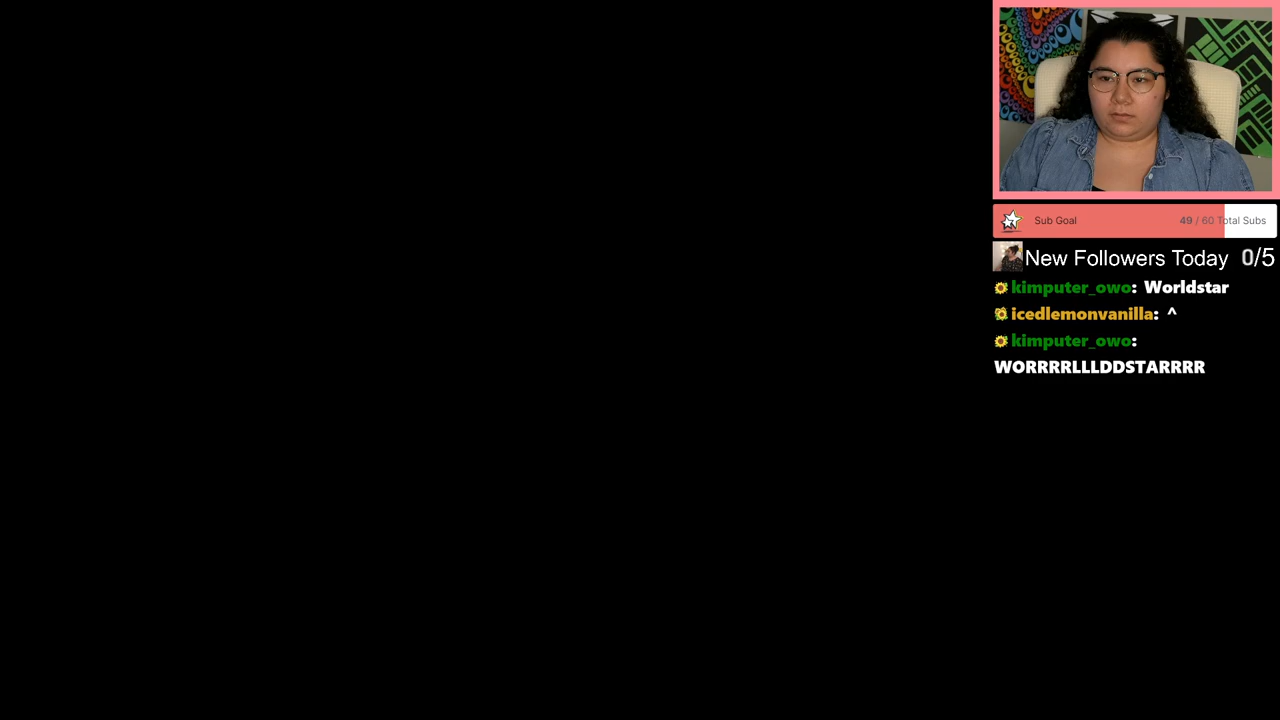 Sub Goal
49 / 60 Total Subs
New Followers Today 0/5
kimputer_owo: Worldstar
icedlemonvanilla: ^
kimputer_owo:
WORRRRLLLDDSTARRRR